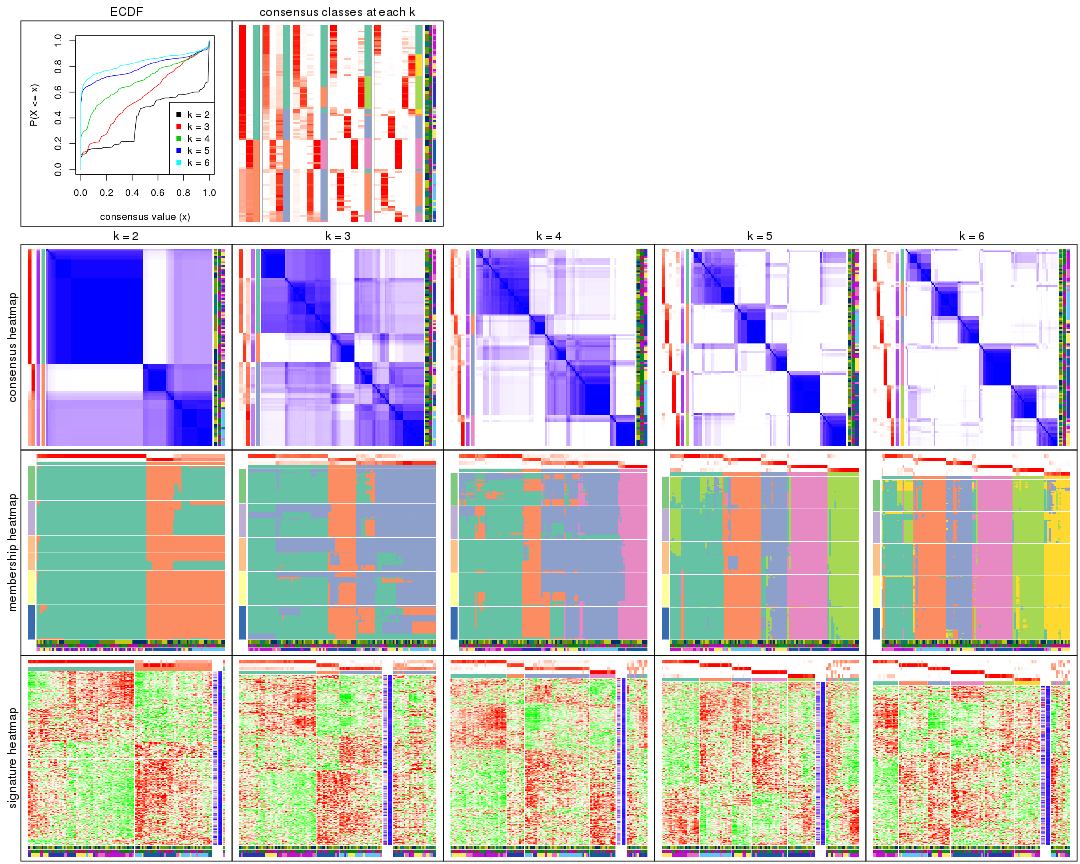 ECDF
consensus classes at each k
P(X <= x)
1.0
0.8
0.6
0.4
0.2
0.0
k = 2
k = 3
k = 4
k = 5
k = 6
0.0 0.2 0.4 0.6 0.8 1.0
consensus value (x)
k = 2 k = 3 k = 4 k = 5 k = 6
consensus heatmap
membership heatmap
signature heatmap